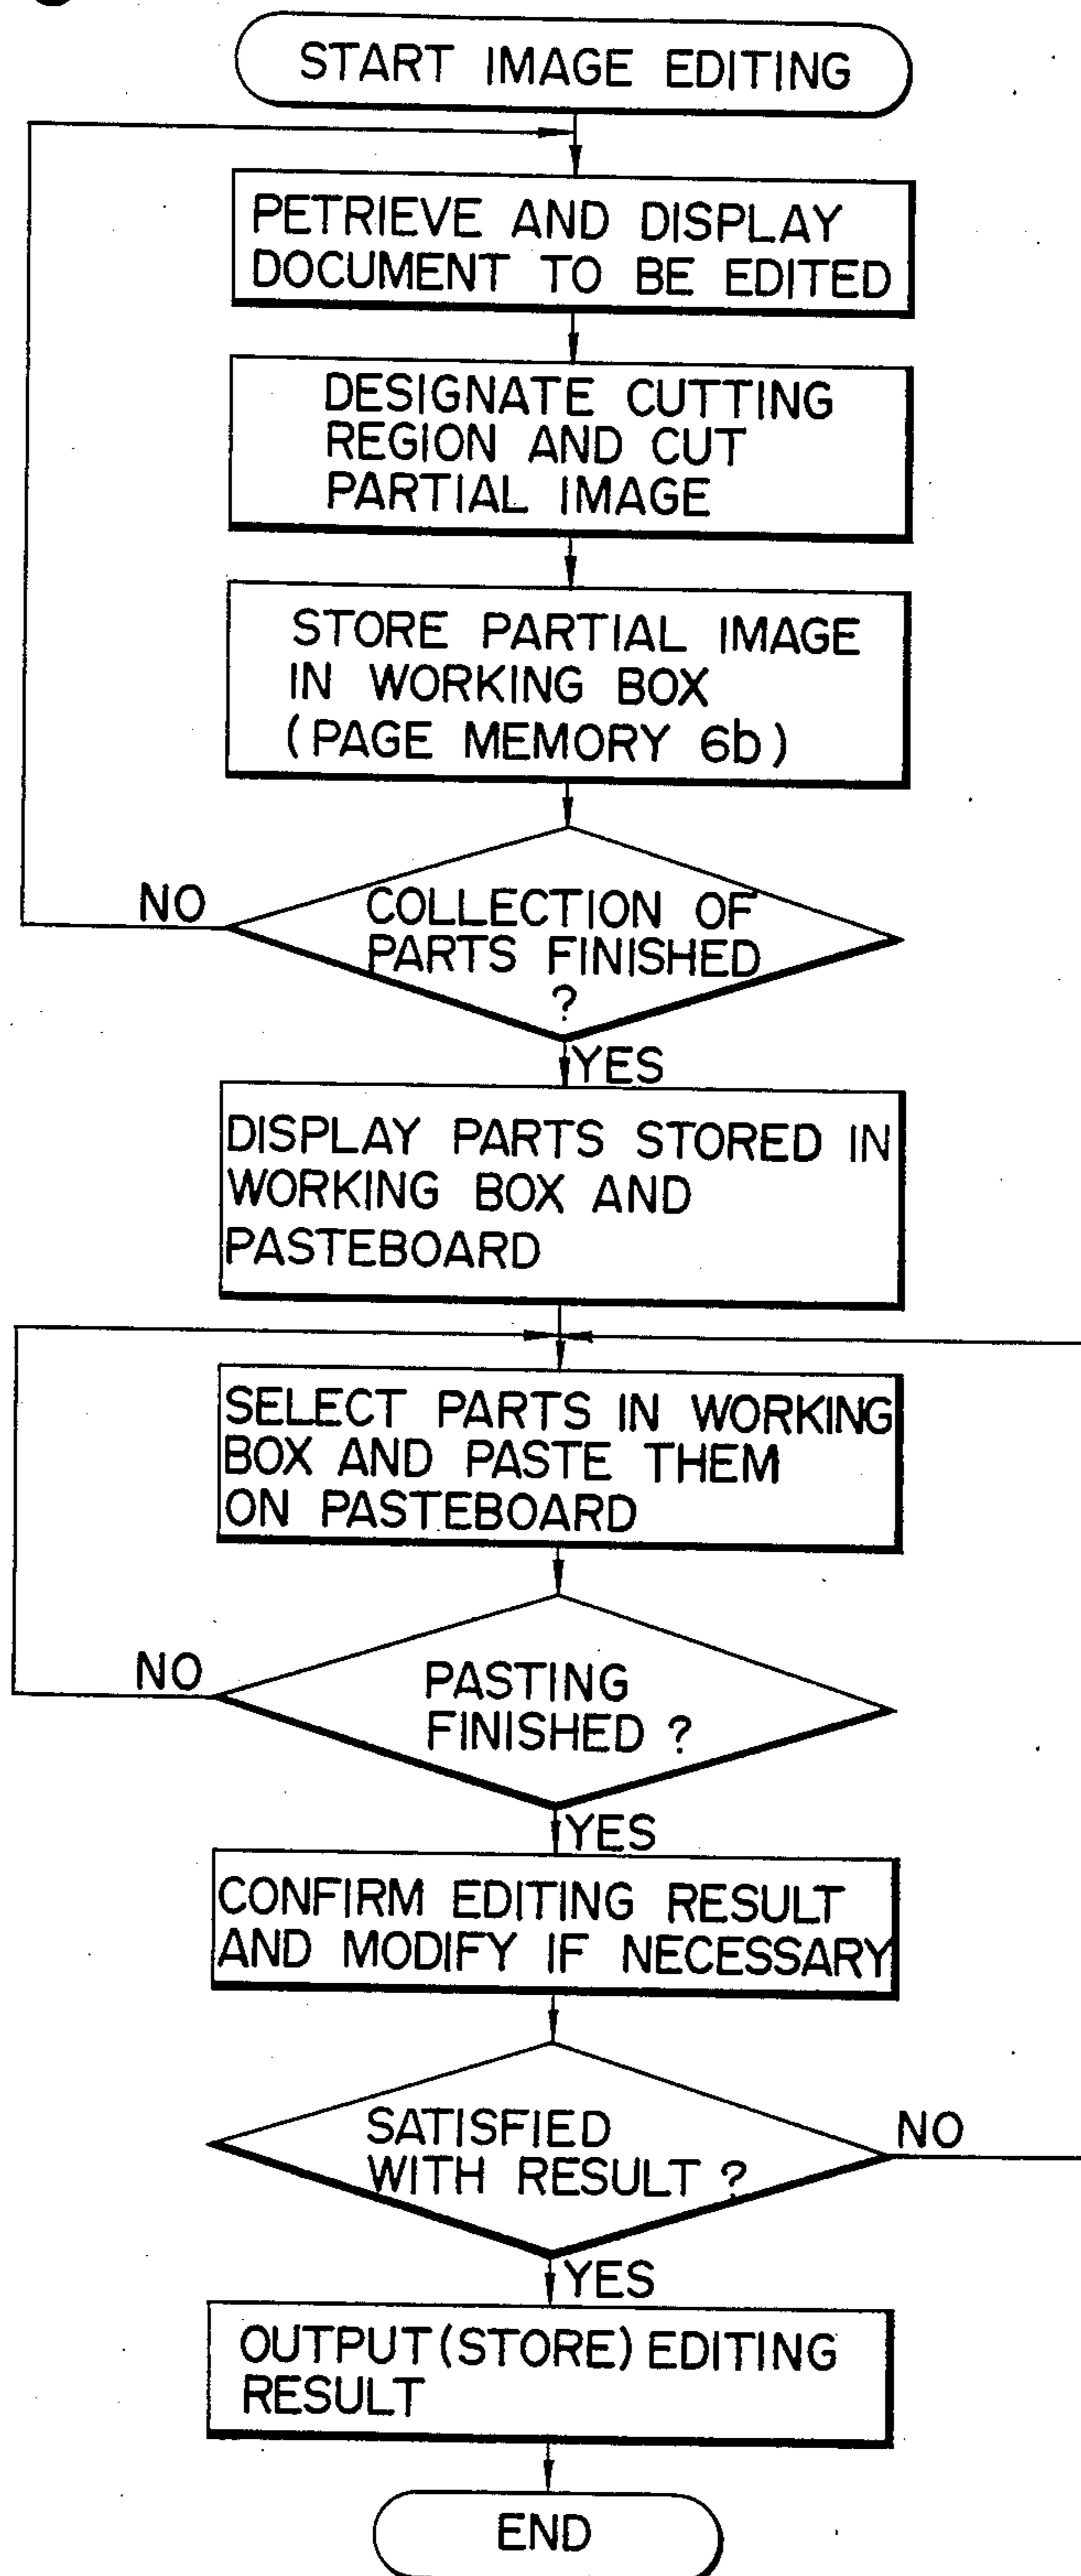 START IMAGE EDITING
PETRIEVE AND DISPLAY
DOCUMENT TO BE EDITED
DESIGNATE CUTTING
REGION AND CUT
PARTIAL IMAGE
STORE PARTIAL IMAGE
IN WORKING BOX
(PAGE MEMORY 6b)
NO
COLLECTION OF
PARTS FINISHED
?
YES
DISPLAY PARTS STORED IN
WORKING BOX AND
PASTEBOARD
SELECT PARTS IN WORKING
BOX AND PASTE THEM
ON PASTEBOARD
NO
PASTING
FINISHED ?
YES
CONFIRM EDITING RESULT
AND MODIFY IF NECESSARY
SATISFIED
WITH RESULT ?
NO
YES
OUTPUT (STORE) EDITING
RESULT
END